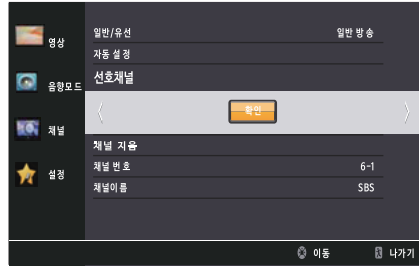 영상
음향모드
채널
설정
일반/유선 일반 방송
자동 설정
선호채널
확인
채널 지움
채널 번호 6-1
채널이름 SBS
이동 나가기